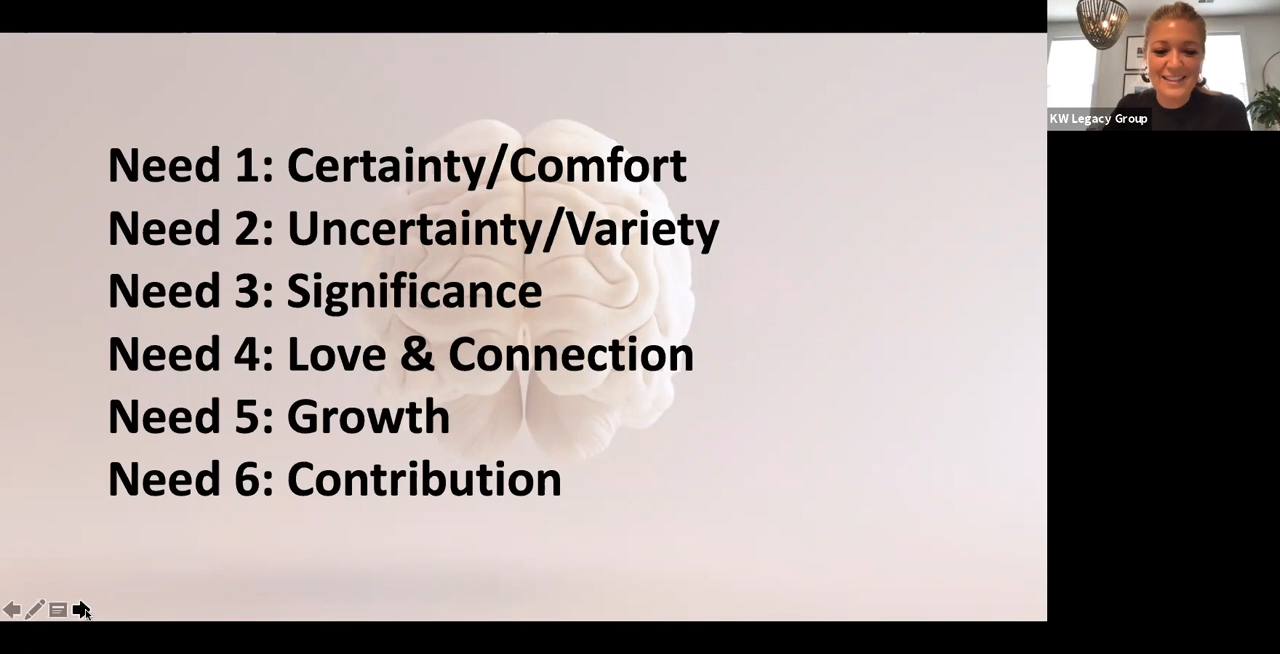 Need 1: Certainty/Comfort
Need 2: Uncertainty/Variety
Need 3: Significance
Need 4: Love & Connection
Need 5: Growth
Need 6: Contribution
KW Legacy Group